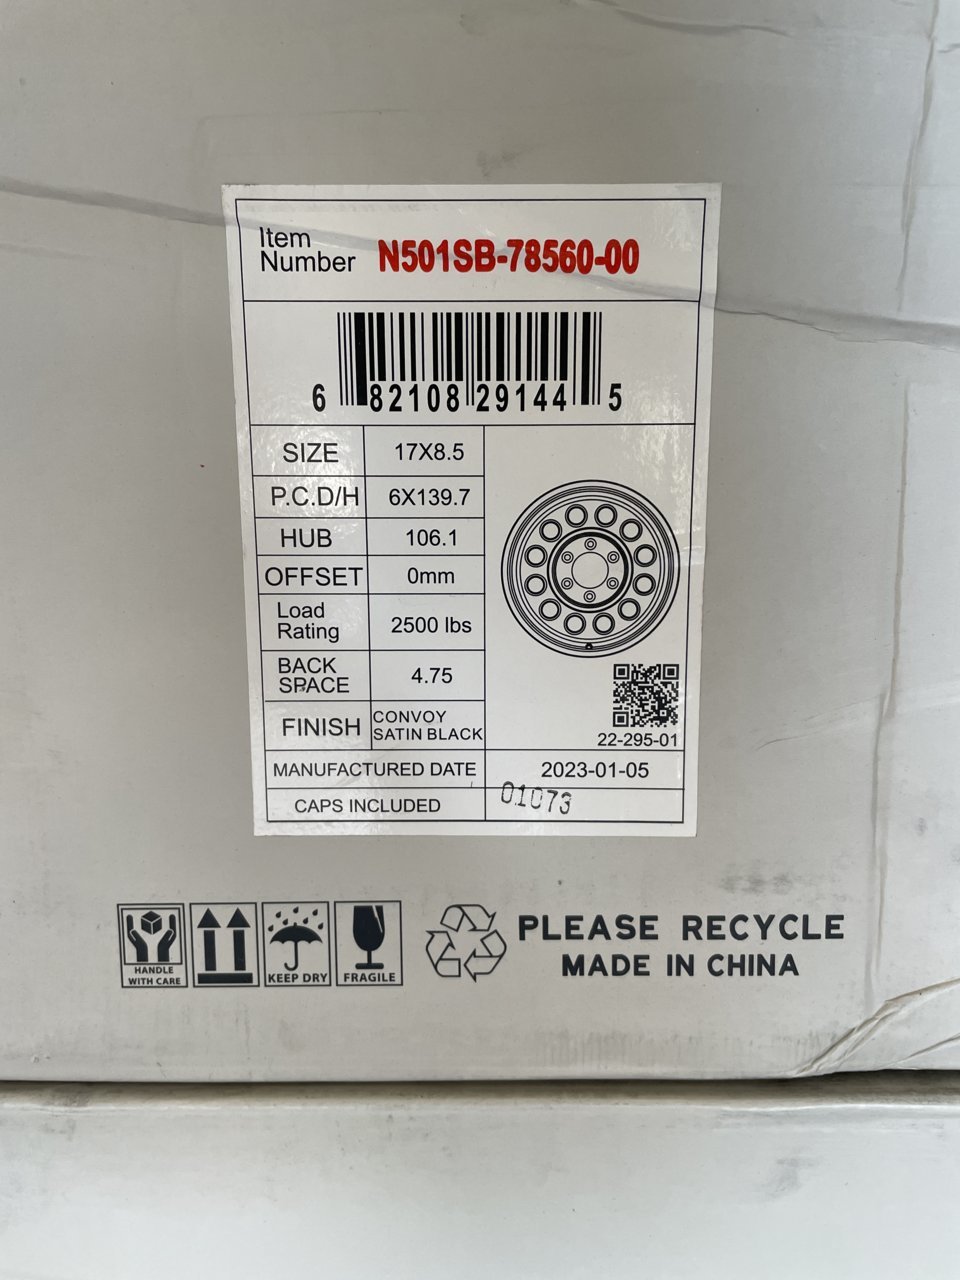 Item
Number N501SB-78560-00
6 82108 29144 5
SIZE 17X8.5
P.C.D/H 6X139.7
HUB 106.1
OFFSET 0mm
Load
Rating 2500 lbs
BACK
SPACE 4.75
FINISH CONVOY
SATIN BLACK
22-295-01
MANUFACTURED DATE 2023-01-05
CAPS INCLUDED 01073
HANDLE
WITH CARE
KEEP DRY
FRAGILE
PLEASE RECYCLE
MADE IN CHINA